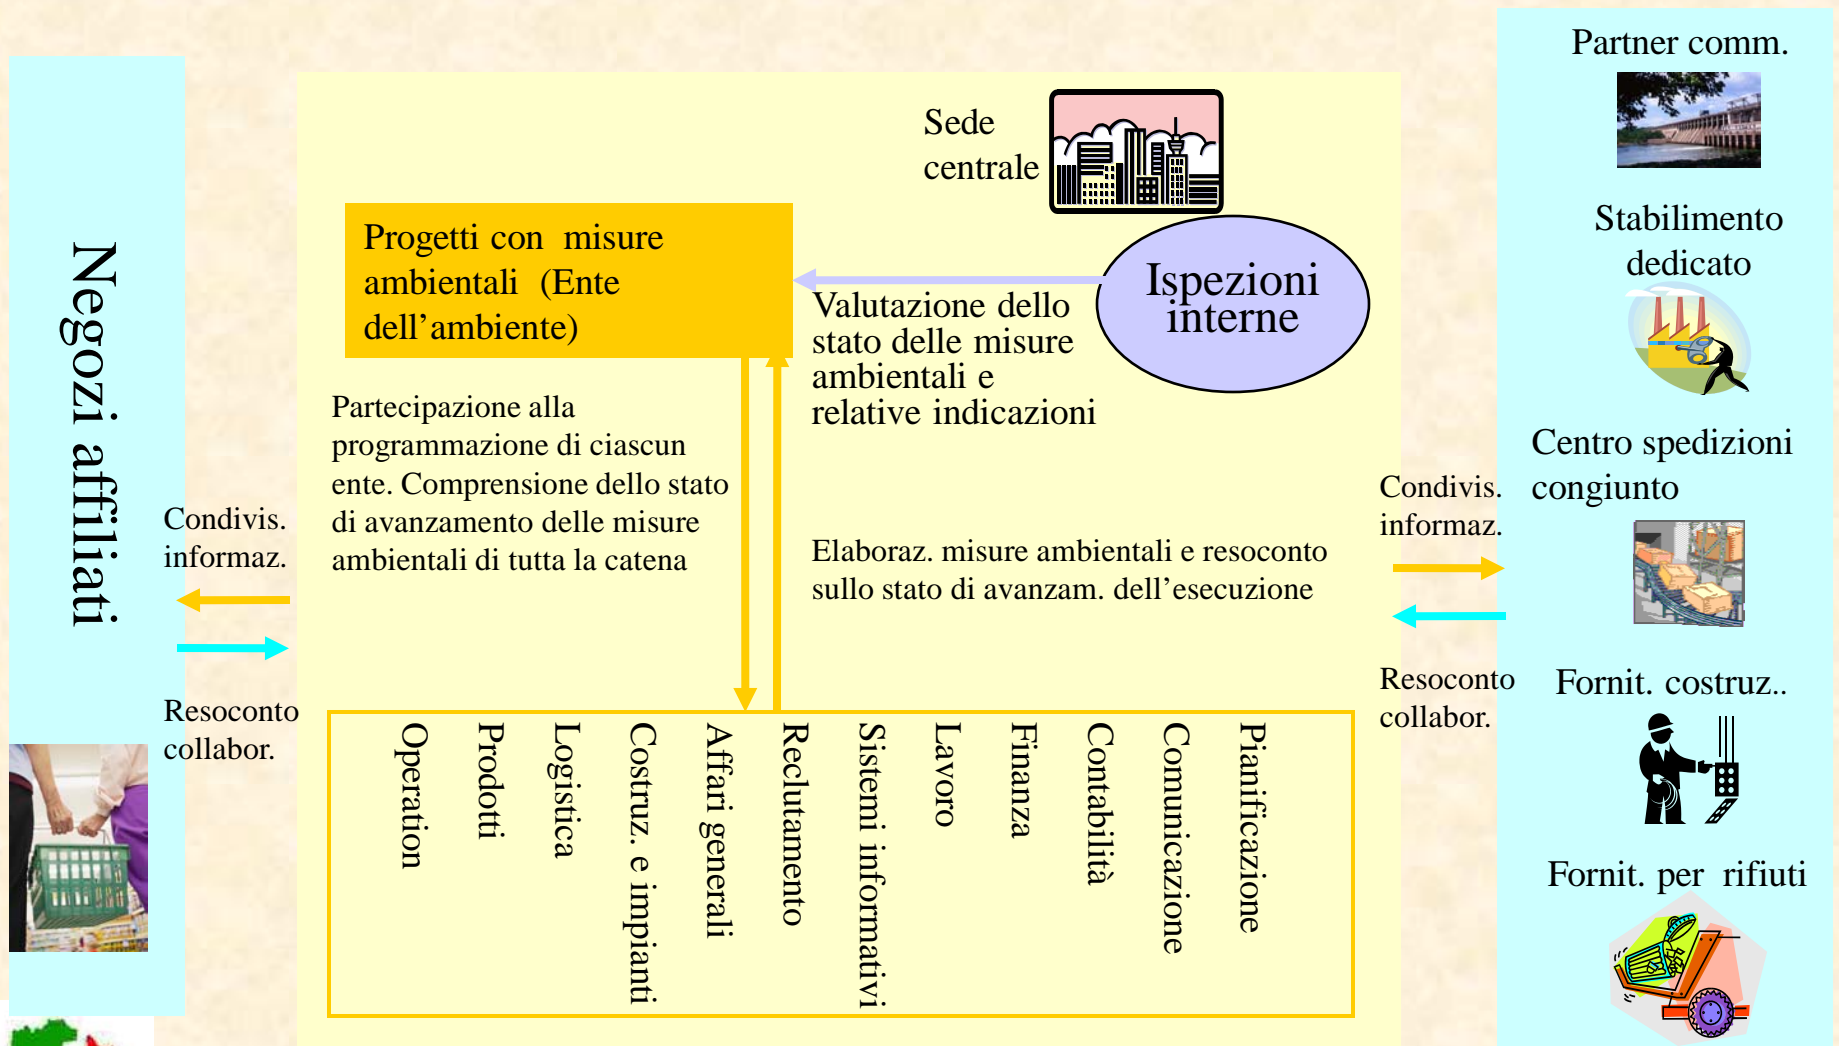 Negozi affiliati
Condivis.
informaz.
Resoconto
collabor.
Sede
centrale
Progetti con  misure
ambientali  (Ente
dell’ambiente)
Ispezioni
interne
Valutazione dello
stato delle misure
ambientali e
relative indicazioni
Partecipazione alla
programmazione di ciascun
ente. Comprensione dello stato
di avanzamento delle misure
ambientali di tutta la catena
Elaboraz. misure ambientali e resoconto
sullo stato di avanzam. dell’esecuzione
Operation
Prodotti
Logistica
Costruz. e impianti
Affari generali
Reclutamento
Sistemi informativi
Lavoro
Finanza
Contabilità
Comunicazione
Pianificazione
Condivis.
informaz.
Resoconto
collabor.
Partner comm.
Stabilimento
dedicato
Centro spedizioni
congiunto
Fornit. costruz..
Fornit. per  rifiuti